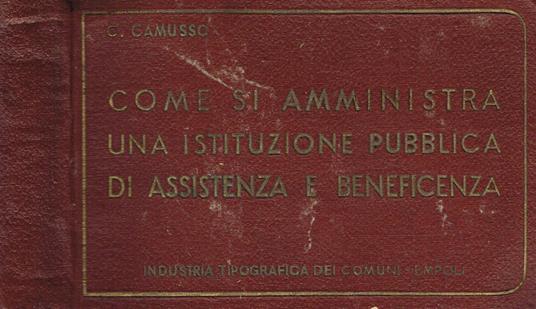 C. CAMUSSO
COME SI AMMINISTRA
UNA ISTITUZIONE PUBBLICA
DI ASSISTENZA E BENEFICENZA
INDUSTRIA TIPOGRAFICA DEI COMUNI - EMPOLI